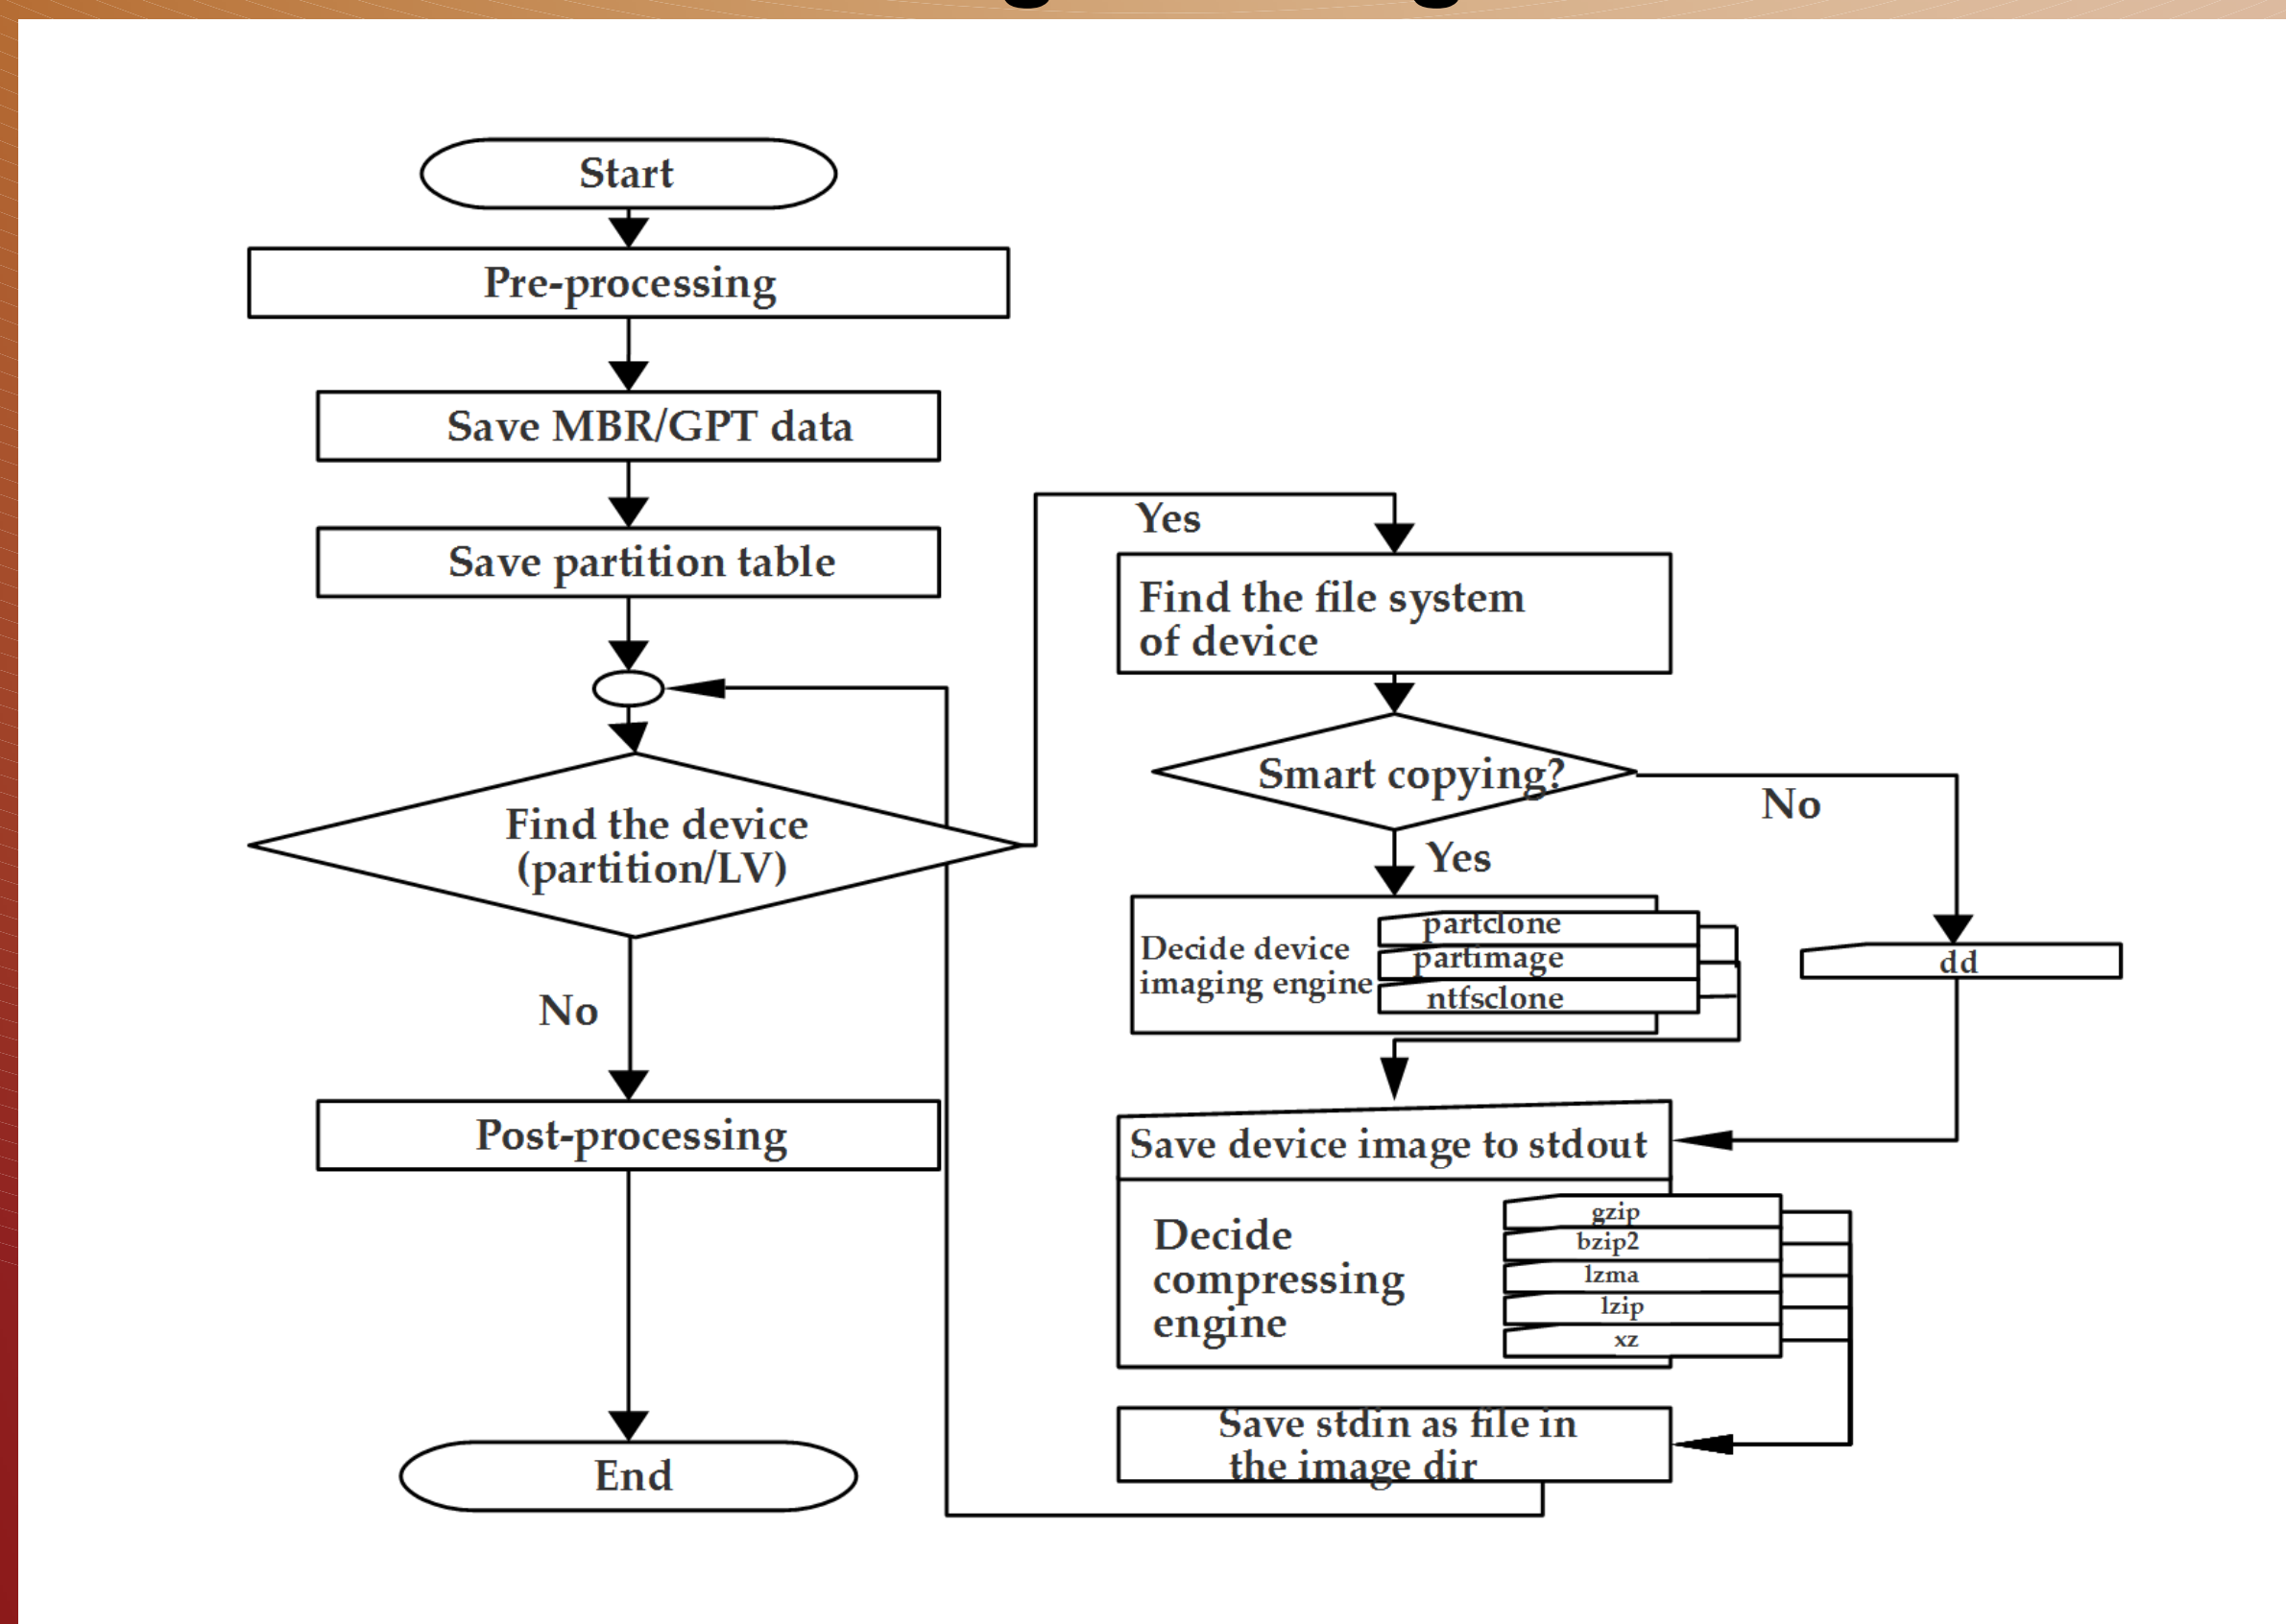 Start
Pre-processing
Save MBR/GPT data
Save partition table
Find the device
(partition/LV)
No
Post-processing
End
Yes
Find the file system
of device
Smart copying?
No
Yes
Decide device
imaging engine
partclone
partimage
ntfsclone
dd
Save device image to stdout
Decide
compressing
engine
gzip
bzip2
lzma
lzip
xz
Save stdin as file in
the image dir